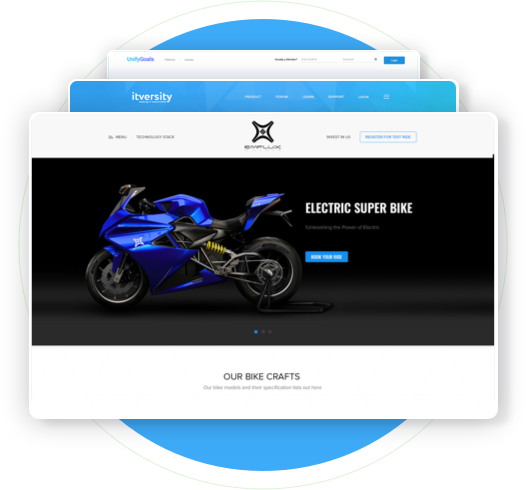 UnifyGoals
Login
itversity
PRODUCT FORUM LEARN SUPPORT LOGIN
MENU TECHNOLOGY STACK
EMFLUX
INVEST IN US REGISTER FOR TEST RIDE
ELECTRIC SUPER BIKE
Unleashing the Power of Electric
BOOK YOUR RIDE
OUR BIKE CRAFTS
Our bike models and their specification lists out here